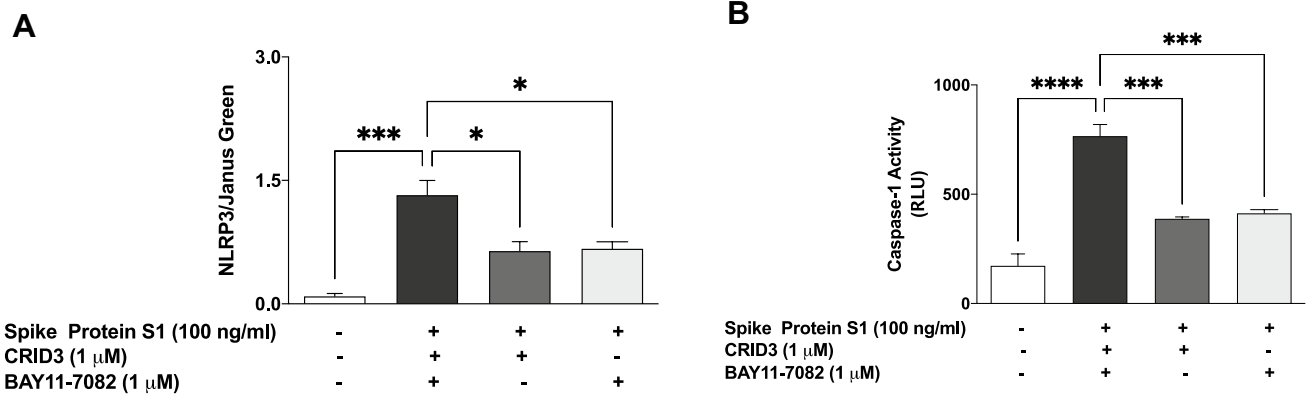 A
NLRP3/Janus Green
3.0
1.5
0.0
***
*
*
Spike Protein S1 (100 ng/ml) - + + +
CRID3 (1 μM) - + + -
BAY11-7082 (1 μM) - + - +
B
Caspase-1 Activity
(RLU)
1000
500
0
****
***
***
Spike Protein S1 (100 ng/ml) - + + +
CRID3 (1 μM) - + + -
BAY11-7082 (1 μM) - + - +